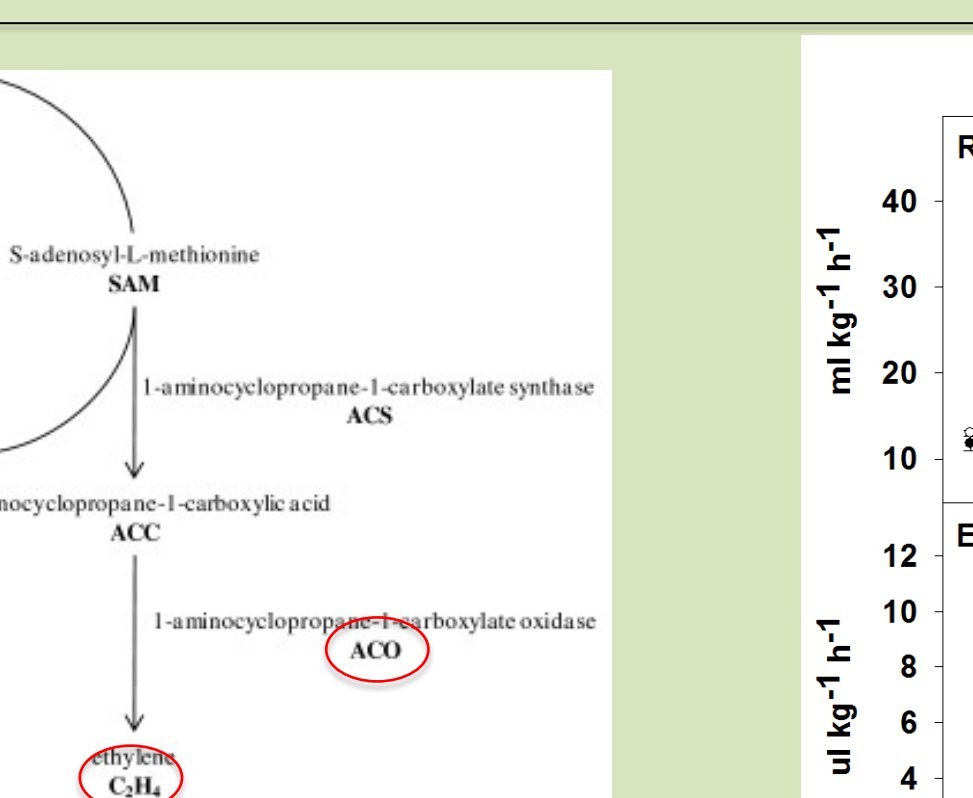 S-adenosyl-L-methionine
SAM
1-aminocyclopropane-1-carboxylate synthase
ACS
nocyclopropane-1-carboxylic acid
ACC
1-aminocyclopropane-1-carboxylate oxidase
ACO
ethylene
C₂H₄
R
40
30
20
10
ml kg⁻¹ h⁻¹
E
12
10
8
6
4
ul kg⁻¹ h⁻¹